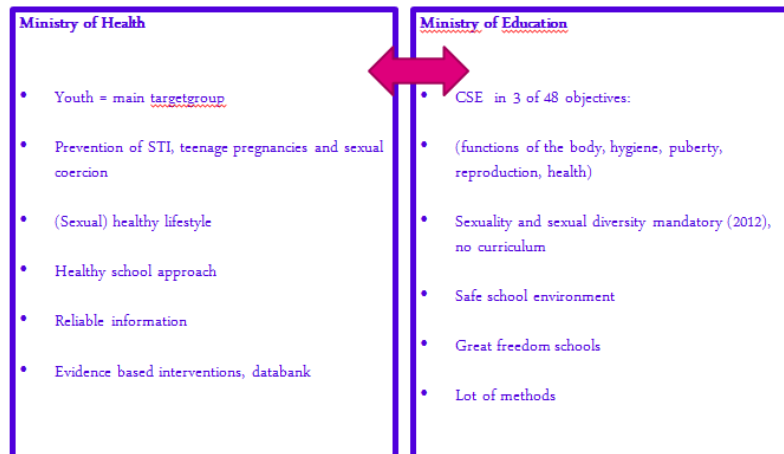 Ministry of Health
• Youth = main targetgroup
• Prevention of STI, teenage pregnancies and sexual
coercion
• (Sexual) healthy lifestyle
• Healthy school approach
• Reliable information
• Evidence based interventions, databank
Ministry of Education
• CSE in 3 of 48 objectives:
• (functions of the body, hygiene, puberty,
reproduction, health)
• Sexuality and sexual diversity mandatory (2012),
no curriculum
• Safe school environment
• Great freedom schools
• Lot of methods